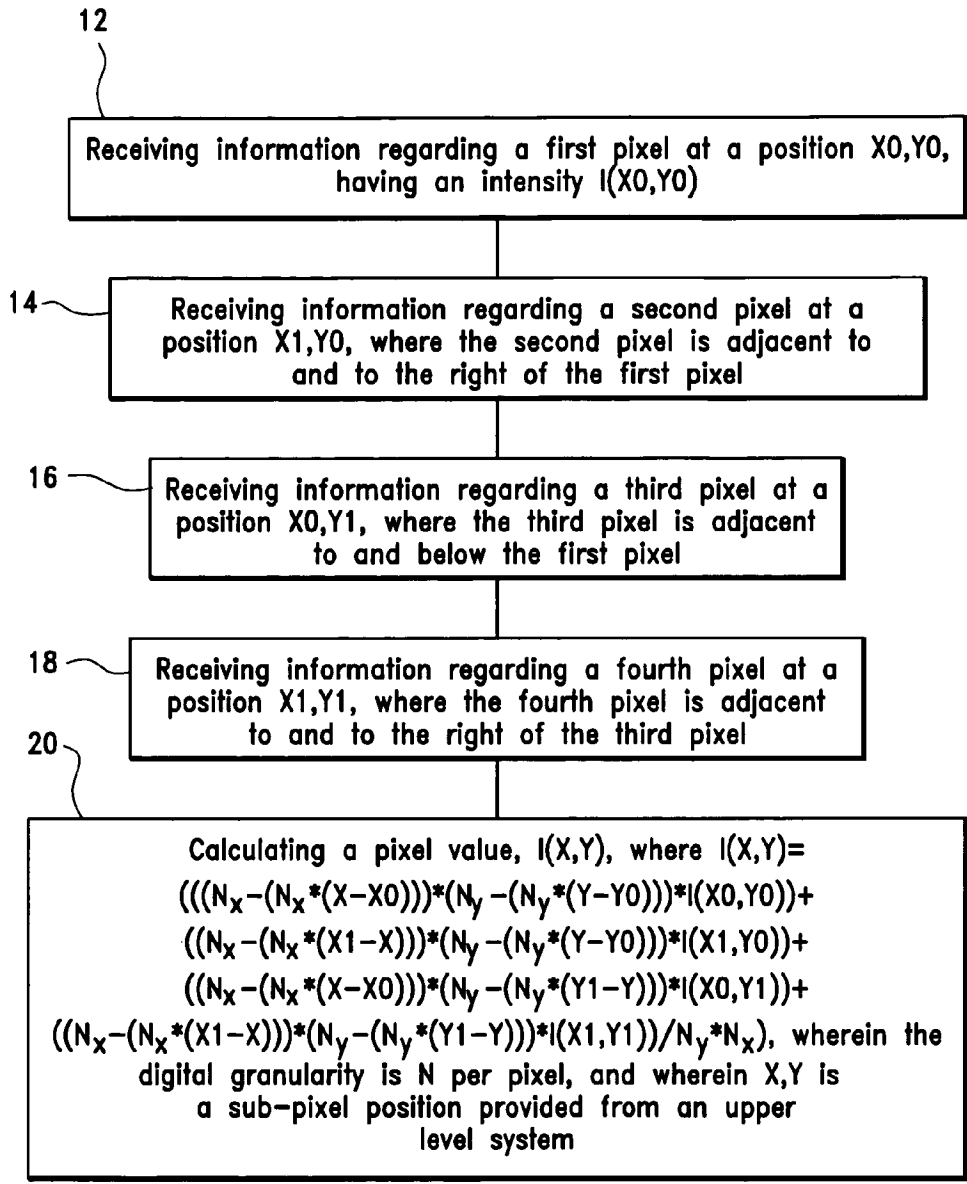 12
Receiving information regarding a first pixel at a position X0,Y0,
having an intensity I(X0,Y0)
14
Receiving information regarding a second pixel at a
position X1,Y0, where the second pixel is adjacent to
and to the right of the first pixel
16
Receiving information regarding a third pixel at a
position X0,Y1, where the third pixel is adjacent
to and below the first pixel
18
Receiving information regarding a fourth pixel at a
position X1,Y1, where the fourth pixel is adjacent
to and to the right of the third pixel
20
Calculating a pixel value, I(X,Y), where I(X,Y)=
(((Nx-(Nx*(X-X0)))*(Ny-(Ny*(Y-Y0)))*I(X0,Y0))+
((Nx-(Nx*(X1-X)))*(Ny-(Ny*(Y-Y0)))*I(X1,Y0))+
((Nx-(Nx*(X-X0)))*(Ny-(Ny*(Y1-Y)))*I(X0,Y1))+
((Nx-(Nx*(X1-X)))*(Ny-(Ny*(Y1-Y)))*I(X1,Y1))/Ny*Nx), wherein the
digital granularity is N per pixel, and wherein X,Y is
a sub-pixel position provided from an upper
level system